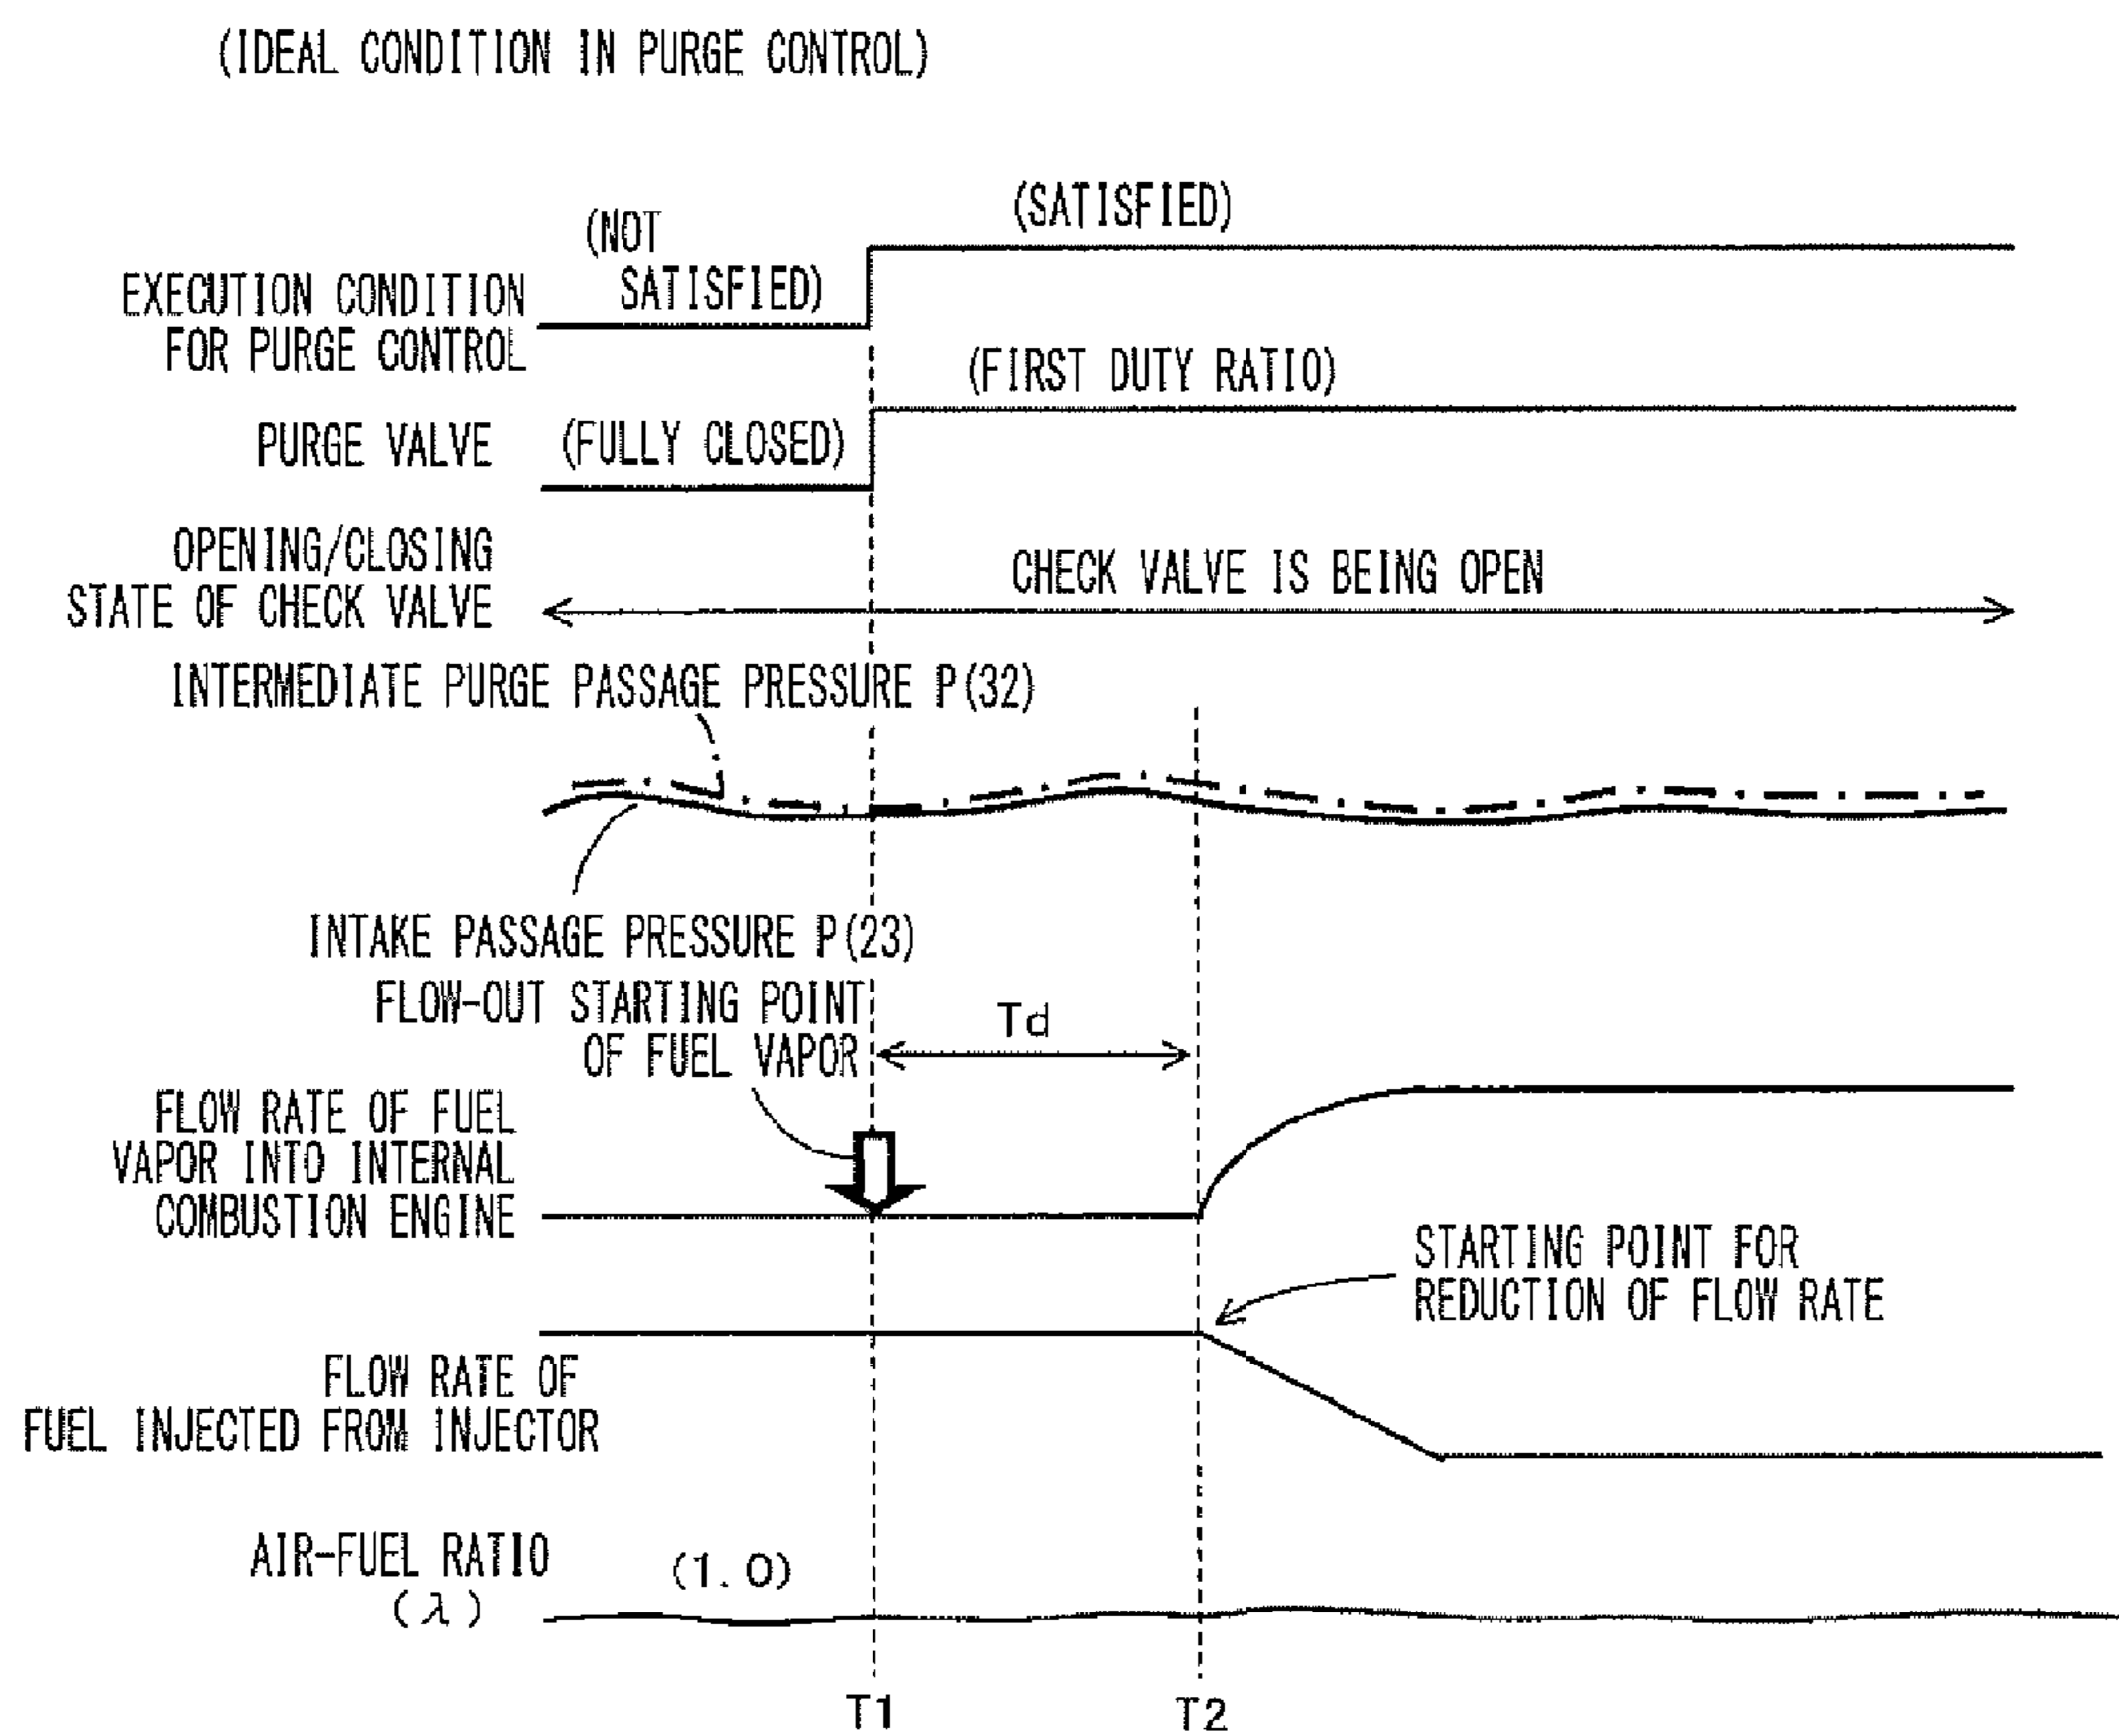 (IDEAL CONDITION IN PURGE CONTROL)
(NOT
SATISFIED)
(SATISFIED)
EXECUTION CONDITION
FOR PURGE CONTROL
(FIRST DUTY RATIO)
PURGE VALVE
(FULLY CLOSED)
OPENING/CLOSING
STATE OF CHECK VALVE
CHECK VALVE IS BEING OPEN
INTERMEDIATE PURGE PASSAGE PRESSURE P(32)
INTAKE PASSAGE PRESSURE P(23)
FLOW-OUT STARTING POINT
OF FUEL VAPOR
Td
FLOW RATE OF FUEL
VAPOR INTO INTERNAL
COMBUSTION ENGINE
STARTING POINT FOR
REDUCTION OF FLOW RATE
FLOW RATE OF
FUEL INJECTED FROM INJECTOR
AIR-FUEL RATIO
(λ)
(1.0)
T1
T2